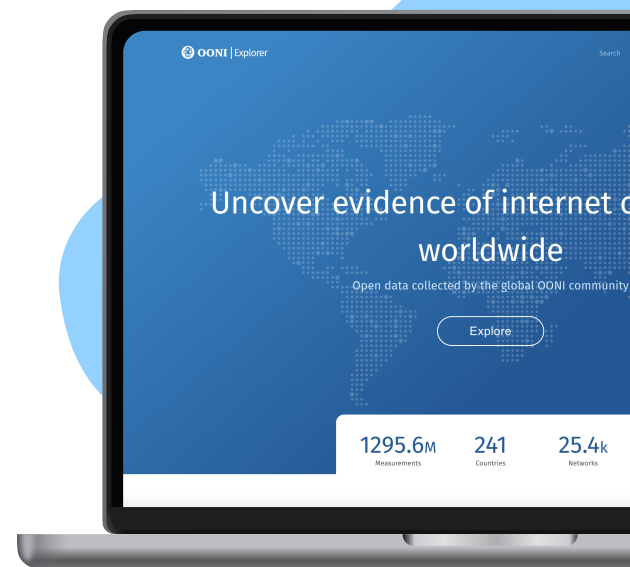 OONI Explorer
Search
Uncover evidence of internet
worldwide
Open data collected by the global OONI community
Explore
1295.6M 241 25.4k
Measurements Countries Networks